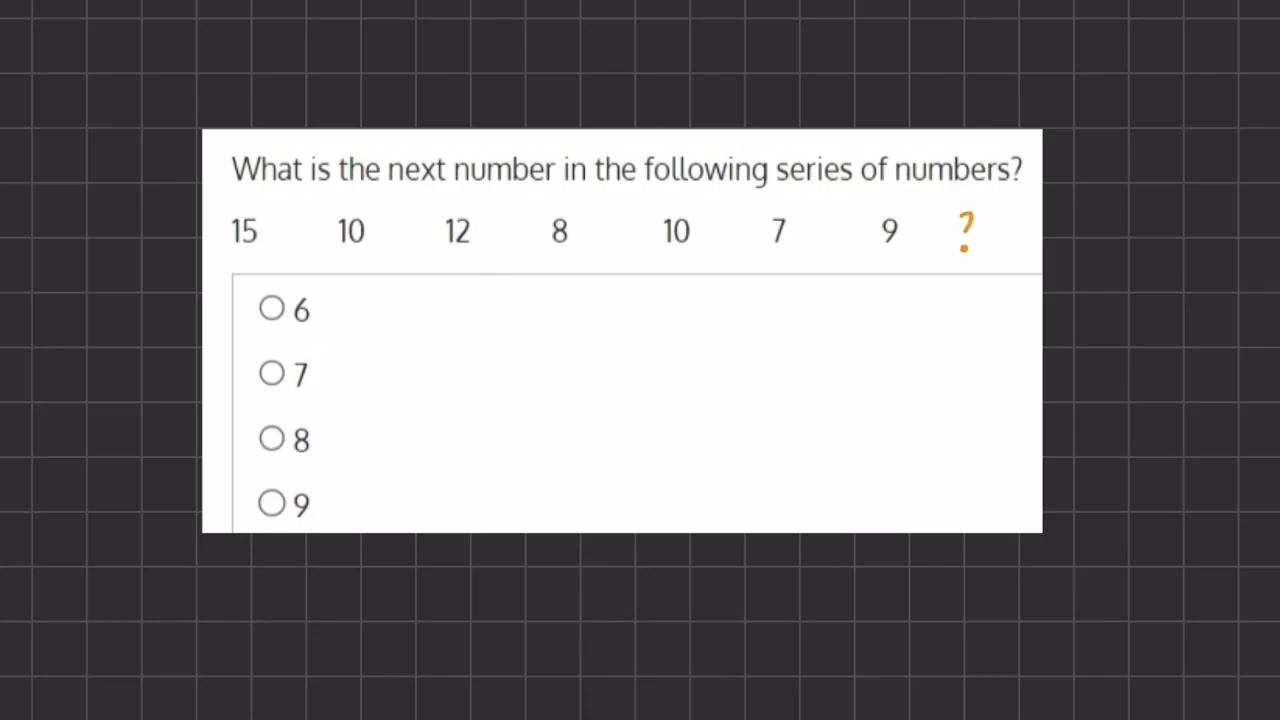 What is the next number in the following series of numbers?
15 10 12 8 10 7 9 ?
6
7
8
9